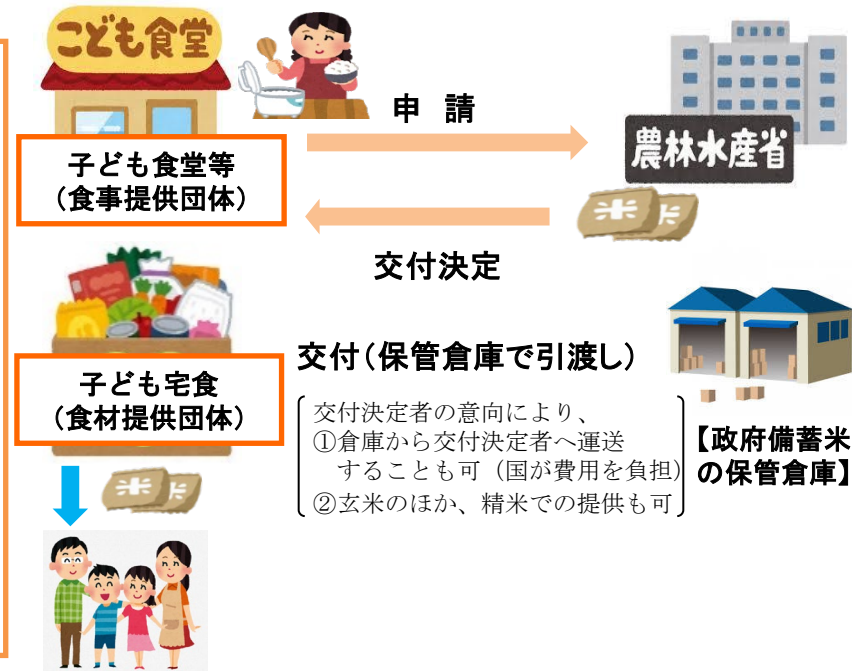 こども食堂
申 請
子ども食堂等
（食事提供団体）
農林水産省
米
米
交付決定
交付（保管倉庫で引渡し）
子ども宅食
（食材提供団体）
交付決定者の意向により、
①倉庫から交付決定者へ運送
することも可（国が費用を負担）
②玄米のほか、精米での提供も可
【政府備蓄米
の保管倉庫】
米
米